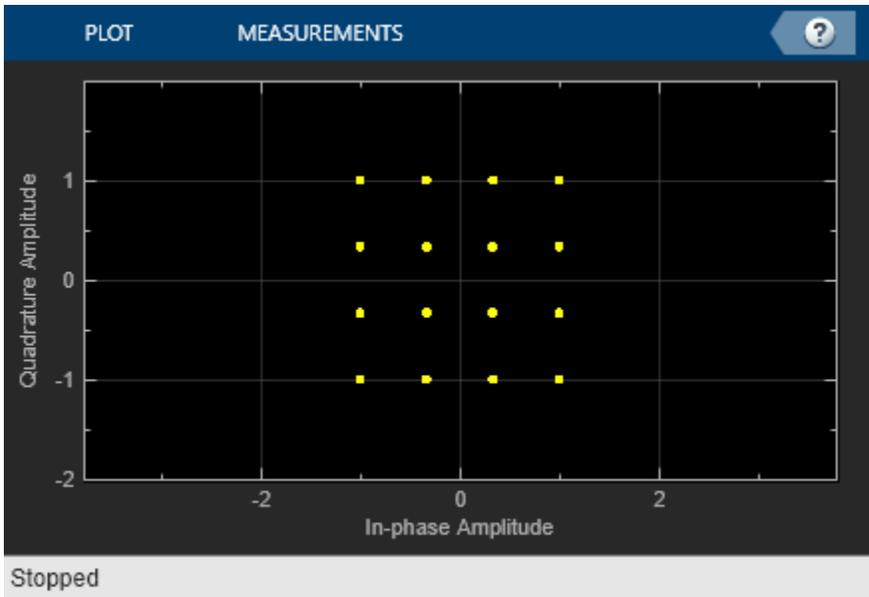 PLOT MEASUREMENTS ?
Quadrature Amplitude
1
0
-1
-2
-2 0 2
In-phase Amplitude
Stopped